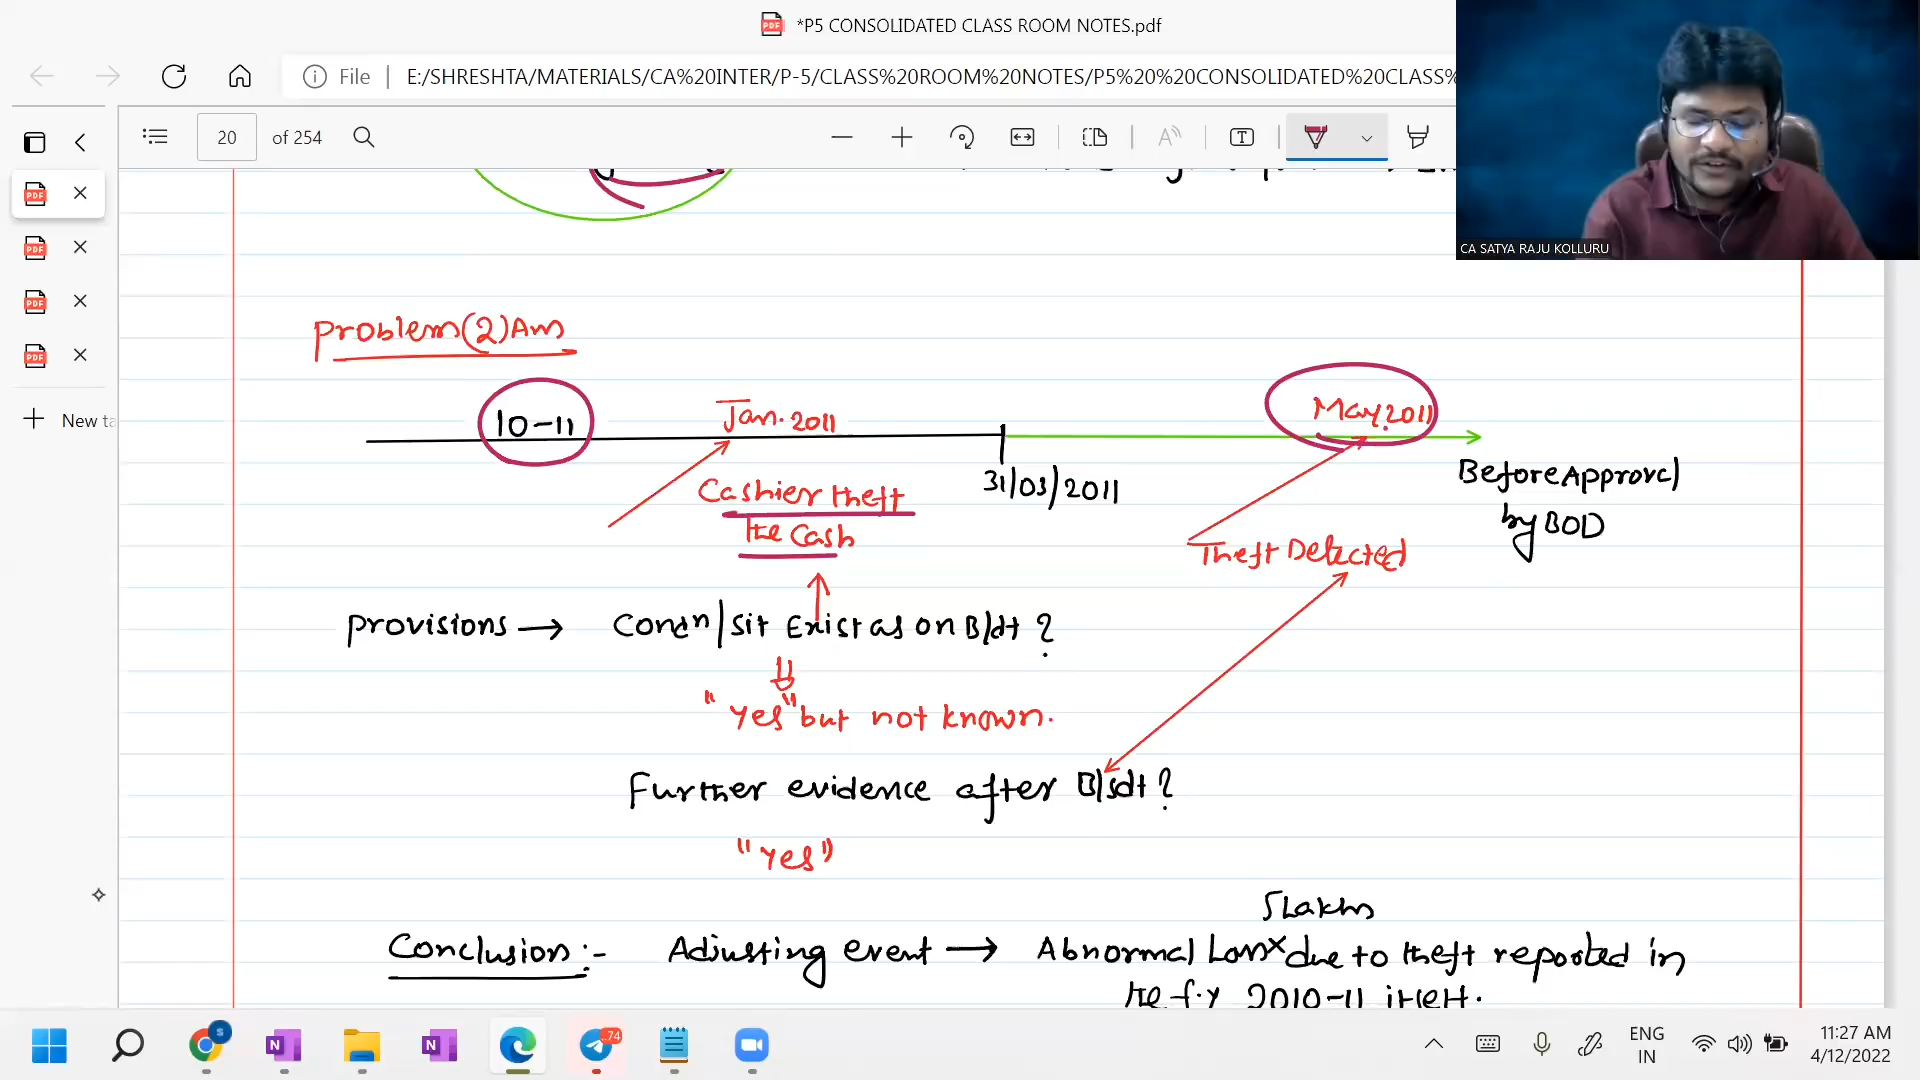 *P5 CONSOLIDATED CLASS ROOM NOTES.pdf
File
E:/SHRESHTA/MATERIALS/CA%20INTER/P-5/CLASS%20ROOM%20NOTES/P5%20%20CONSOLIDATED%20CLASS%
20
of 254
CA SATYA RAJU KOLLURU
New ta
Problem(2)Ans
10-11
Jan. 2011
May.2011
31/03/2011
Before Approval
by BOD
Cashier theft
the Cash
Theft Detected
Provisions → Condn/Sit Exist as on B/dt ?
"Yes" but not known.
Further evidence after B/sdt ?
"Yes"
5Lakhs
Conclusion :- Adjusting event → Abnormal Loss due to theft reported in
the f.y 2010-11 itself.
74
ENG
IN
11:27 AM
4/12/2022